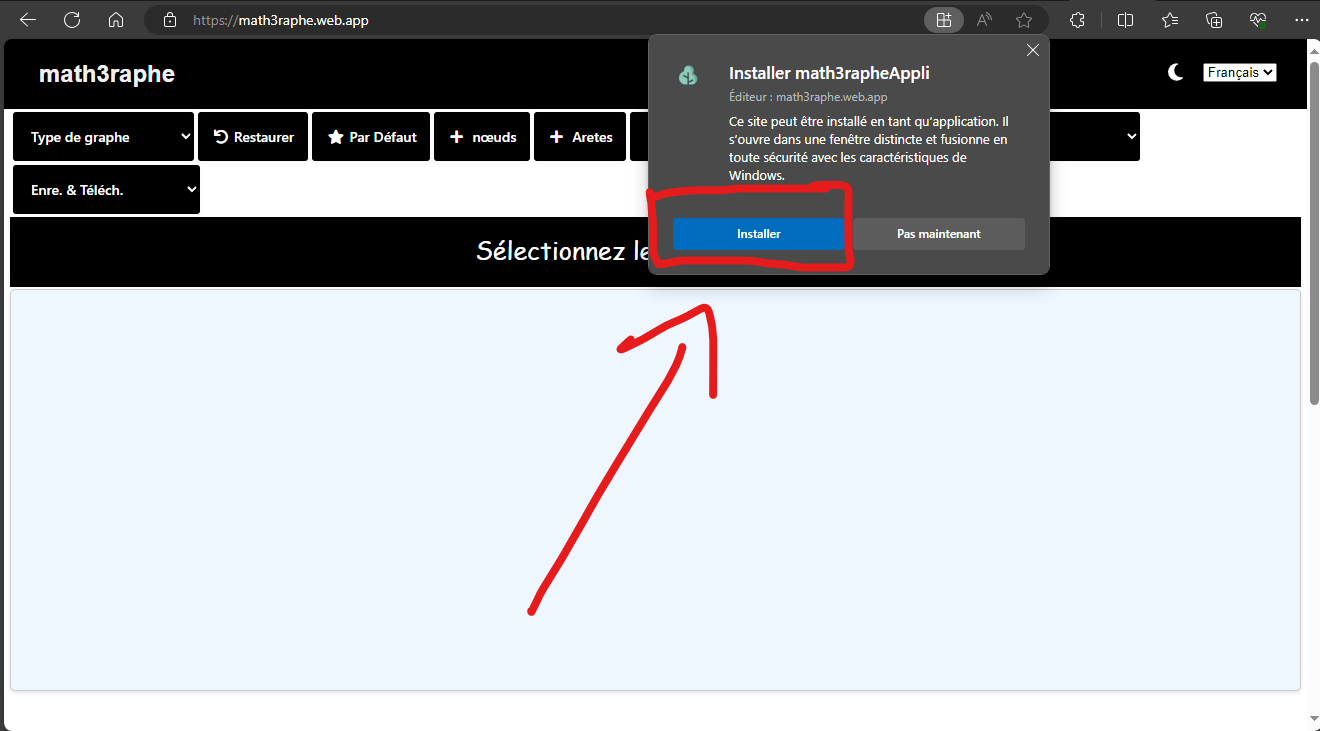 https://math3raphe.web.app
math3raphe
Français
Installer math3rapheAppli
Éditeur : math3raphe.web.app
Ce site peut être installé en tant qu'application. Il
s'ouvre dans une fenêtre distincte et fusionne en
toute sécurité avec les caractéristiques de
Windows.
Installer
Pas maintenant
Type de graphe
Restaurer
Par Défaut
nœuds
Aretes
Enre. & Téléch.
Sélectionnez le